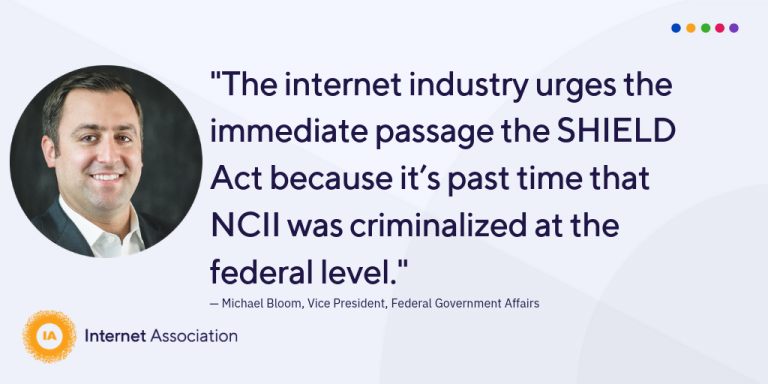 "The internet industry urges the
immediate passage the SHIELD
Act because it’s past time that
NCII was criminalized at the
federal level."
— Michael Bloom, Vice President, Federal Government Affairs
IA
Internet Association